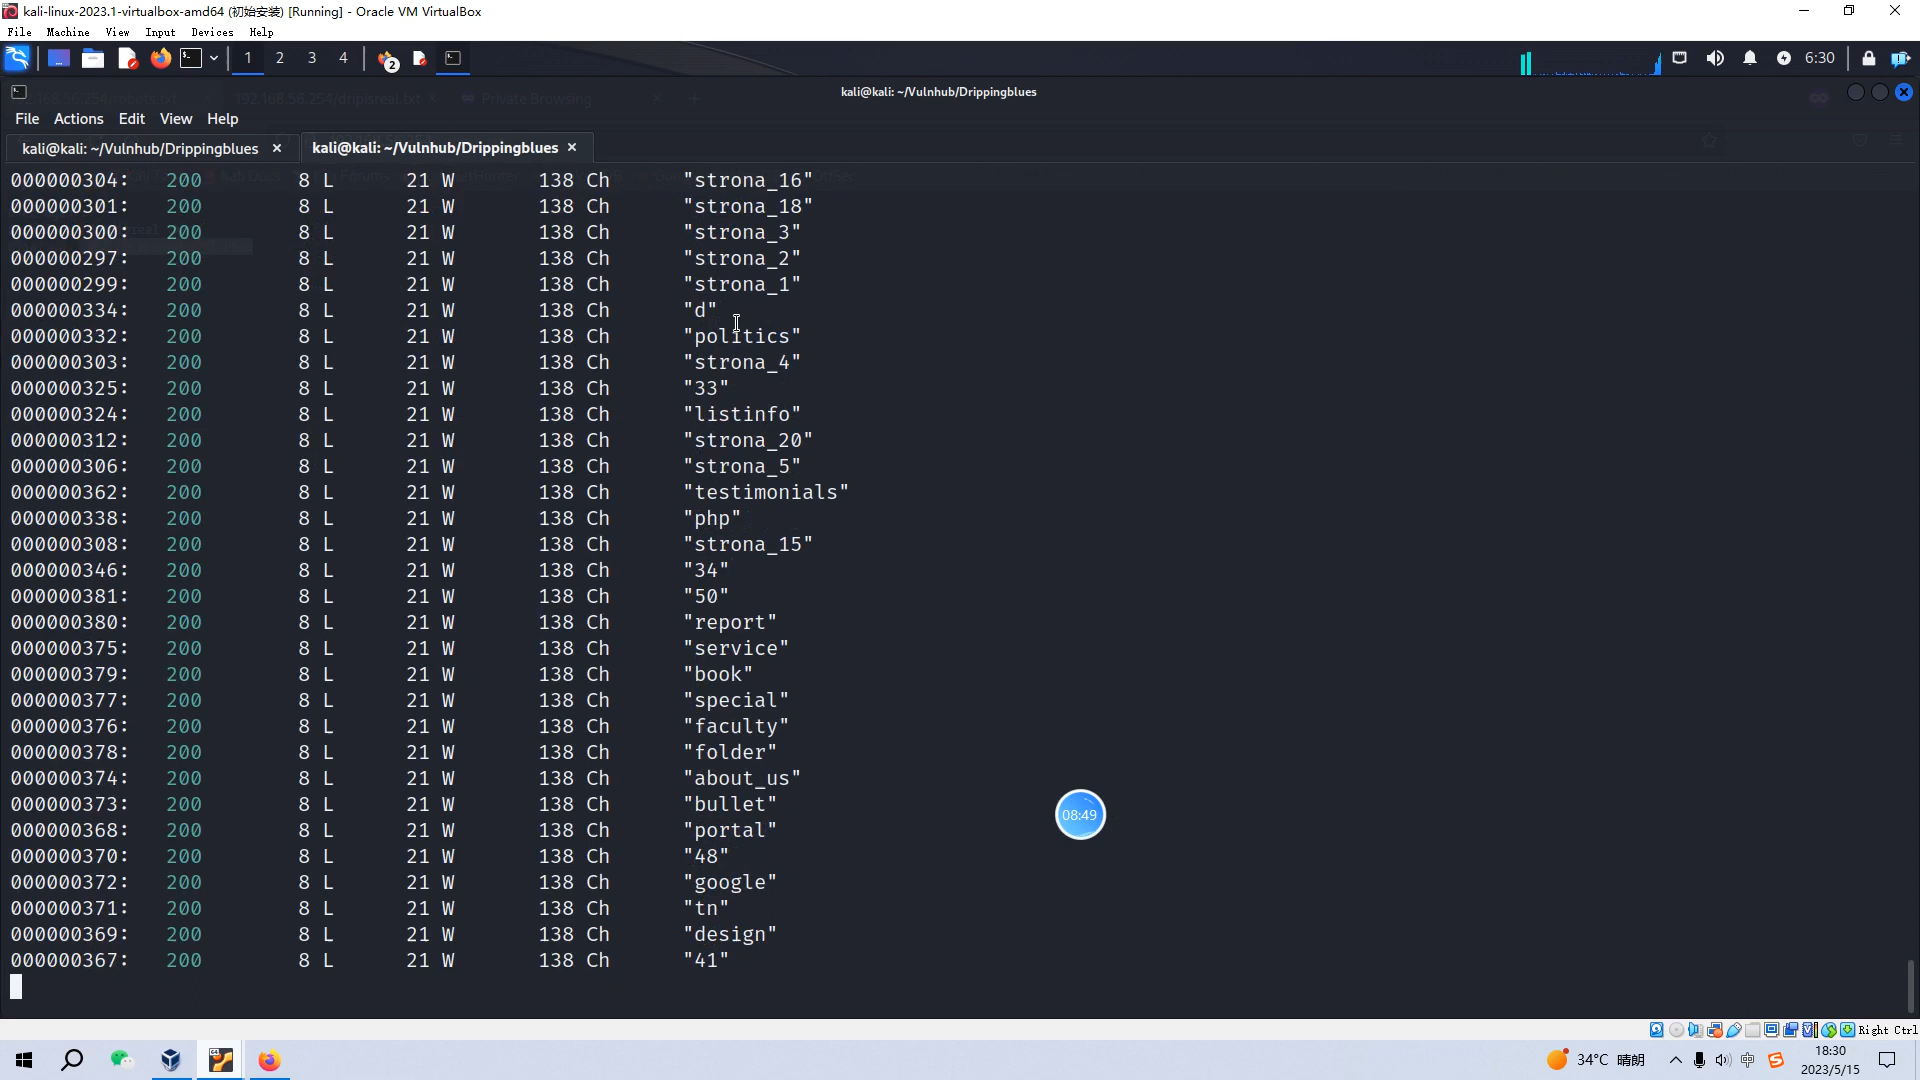 kali-linux-2023.1-virtualbox-amd64 (初始安装) [Running] - Oracle VM VirtualBox
File Machine View Input Devices Help
1 2 3 4 2 6:30
192.168.56.254/dripisreal.txt Private Browsing
kali@kali: ~/Vulnhub/Drippingblues
File Actions Edit View Help
kali@kali: ~/Vulnhub/Drippingblues × kali@kali: ~/Vulnhub/Drippingblues ×
000000304: 200 8 L 21 W 138 Ch "strona_16"
000000301: 200 8 L 21 W 138 Ch "strona_18"
000000300: 200 8 L 21 W 138 Ch "strona_3"
000000297: 200 8 L 21 W 138 Ch "strona_2"
000000299: 200 8 L 21 W 138 Ch "strona_1"
000000334: 200 8 L 21 W 138 Ch "d"
000000332: 200 8 L 21 W 138 Ch "politics"
000000303: 200 8 L 21 W 138 Ch "strona_4"
000000325: 200 8 L 21 W 138 Ch "33"
000000324: 200 8 L 21 W 138 Ch "listinfo"
000000312: 200 8 L 21 W 138 Ch "strona_20"
000000306: 200 8 L 21 W 138 Ch "strona_5"
000000362: 200 8 L 21 W 138 Ch "testimonials"
000000338: 200 8 L 21 W 138 Ch "php"
000000308: 200 8 L 21 W 138 Ch "strona_15"
000000346: 200 8 L 21 W 138 Ch "34"
000000381: 200 8 L 21 W 138 Ch "50"
000000380: 200 8 L 21 W 138 Ch "report"
000000375: 200 8 L 21 W 138 Ch "service"
000000379: 200 8 L 21 W 138 Ch "book"
000000377: 200 8 L 21 W 138 Ch "special"
000000376: 200 8 L 21 W 138 Ch "faculty"
000000378: 200 8 L 21 W 138 Ch "folder"
000000374: 200 8 L 21 W 138 Ch "about_us"
000000373: 200 8 L 21 W 138 Ch "bullet"
000000368: 200 8 L 21 W 138 Ch "portal"
000000370: 200 8 L 21 W 138 Ch "48"
000000372: 200 8 L 21 W 138 Ch "google"
000000371: 200 8 L 21 W 138 Ch "tn"
000000369: 200 8 L 21 W 138 Ch "design"
000000367: 200 8 L 21 W 138 Ch "41"
08:49
Right Ctrl
34°C 晴朗 中 18:30
2023/5/15